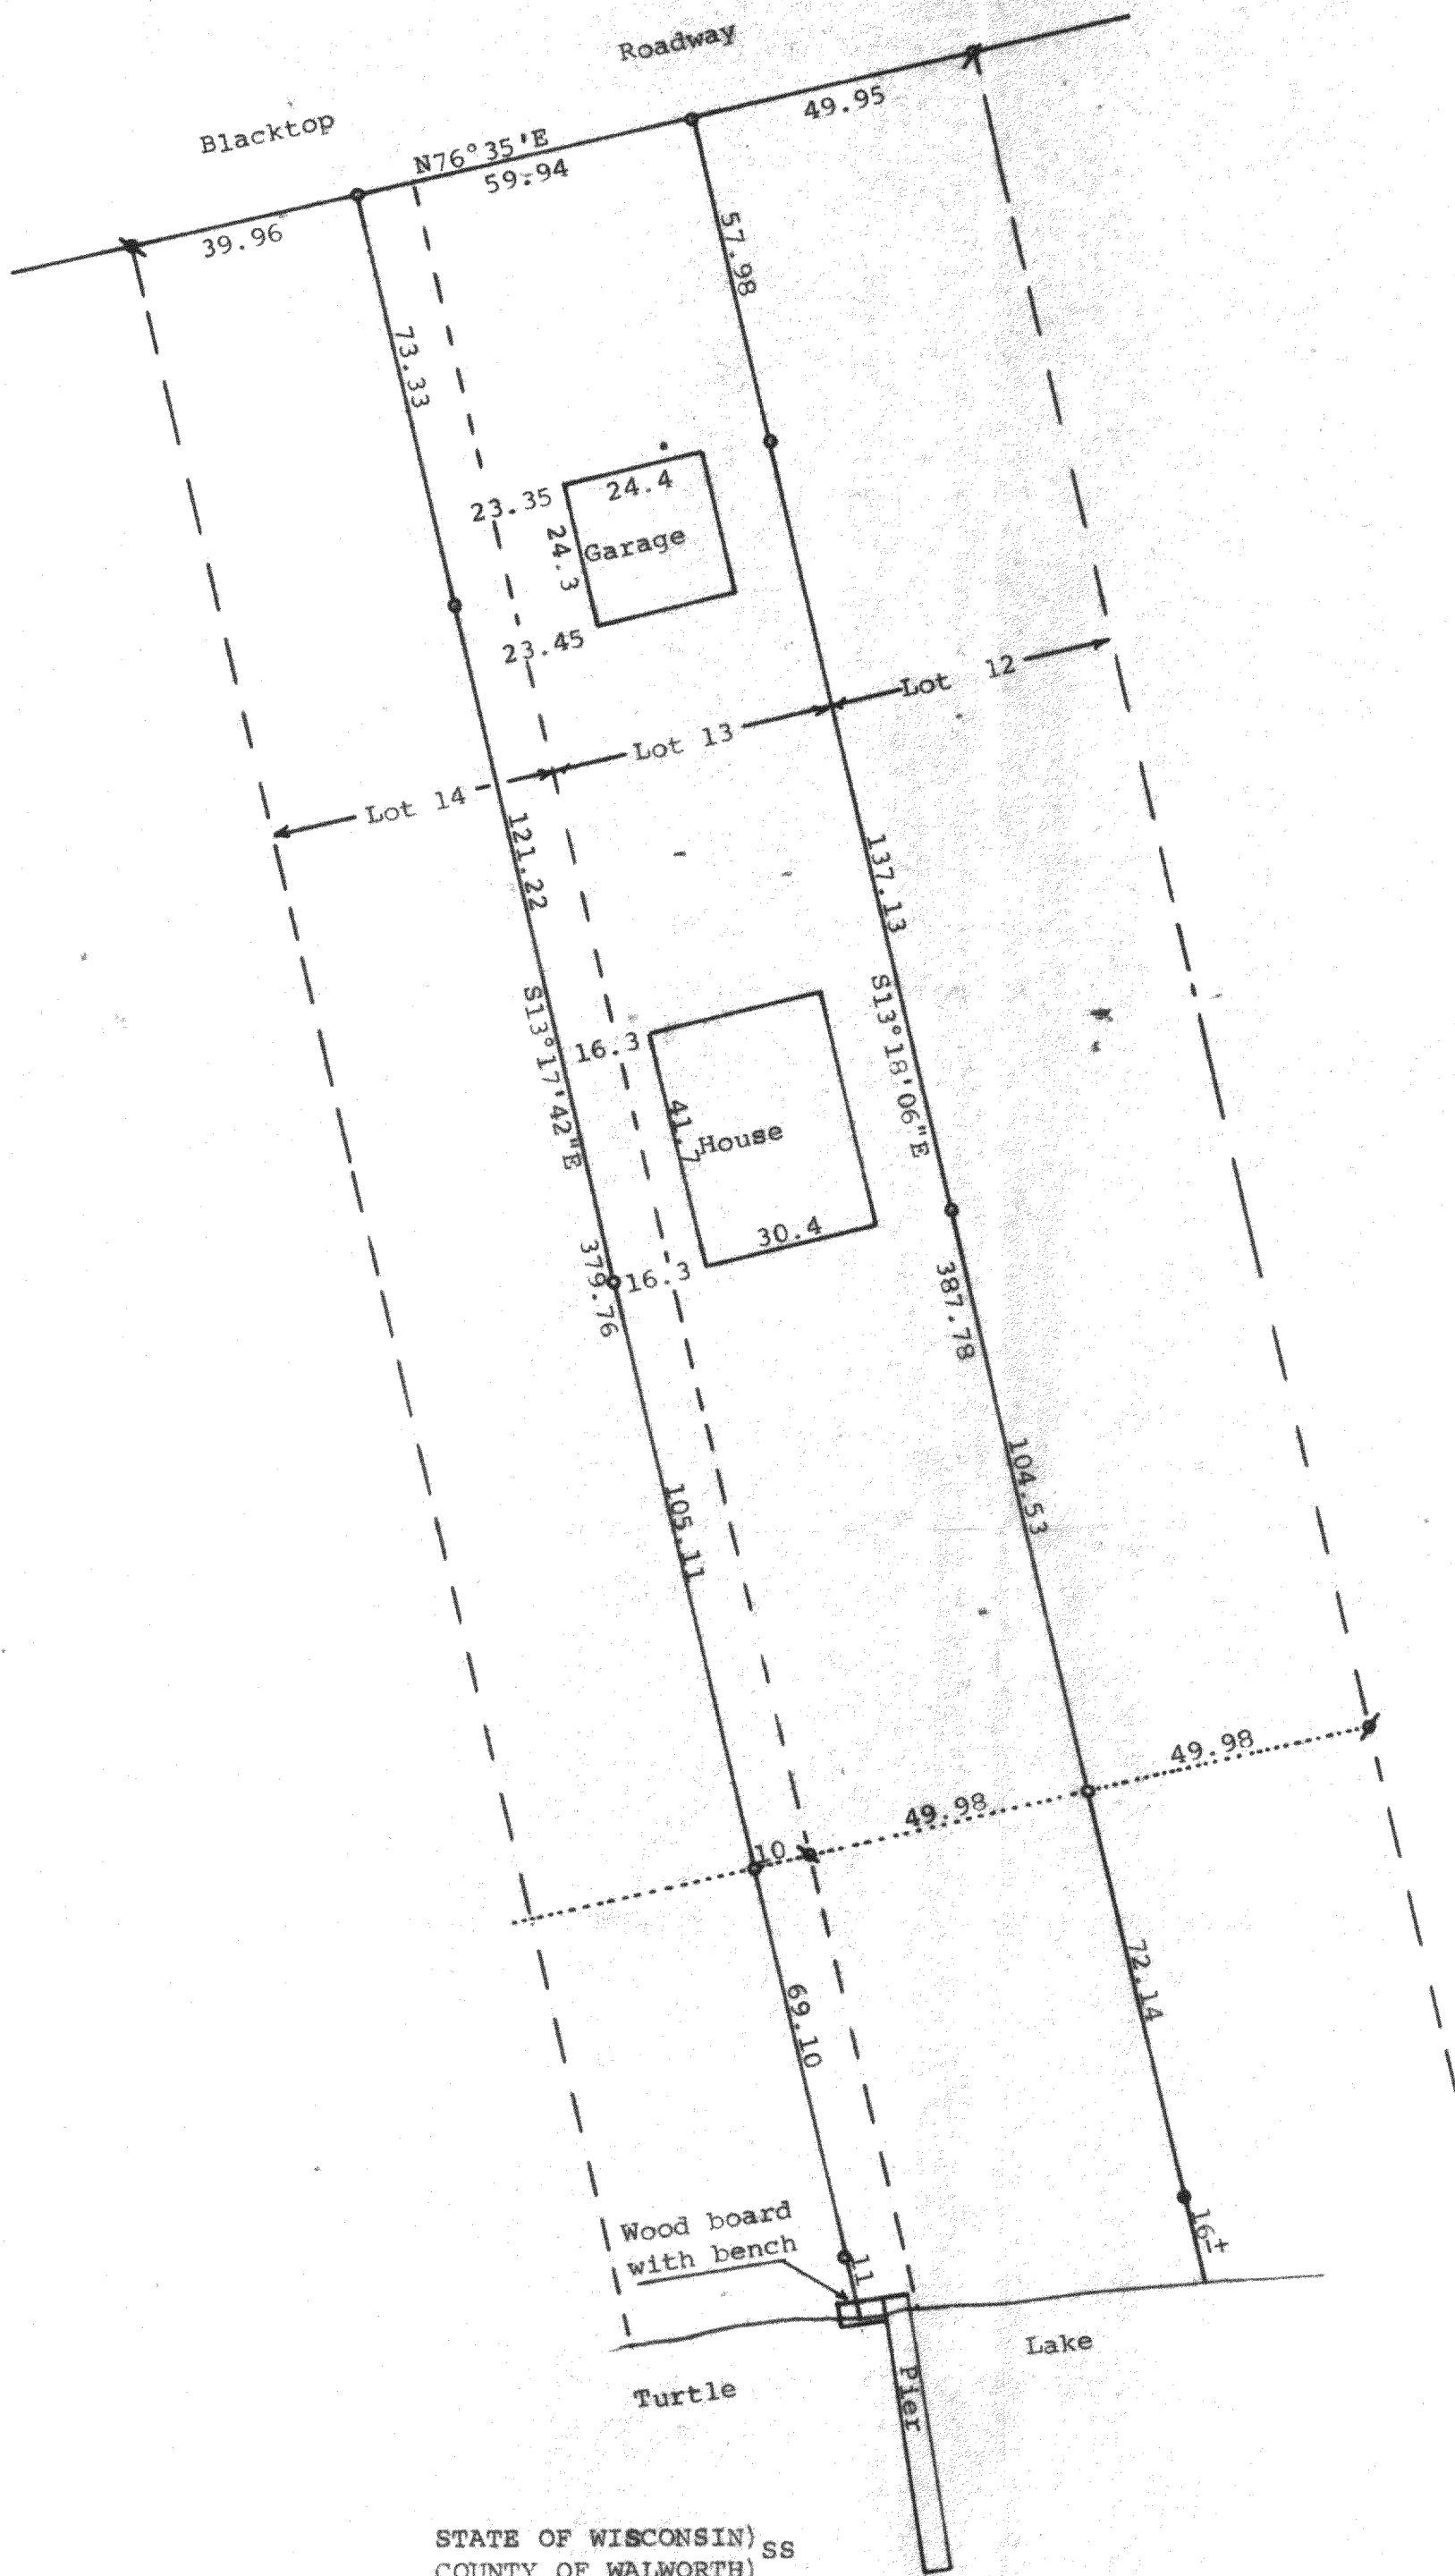 Roadway
Blacktop
49.95
N76°35'E
59.94
39.96
57.98
73.33
24.4
23.35
24.3
Garage
23.45
Lot 12
Lot 13
Lot 14
121.22
137.13
S13°17'42"E
S13°18'06"E
16.3
41.7
House
30.4
16.3
379.76
387.78
104.53
105.11
49.98
49.98
10
72.14
69.10
Wood board
with bench
11
16-+
Lake
Turtle
Pier
STATE OF WISCONSIN)
SS
COUNTY OF WALWORTH)